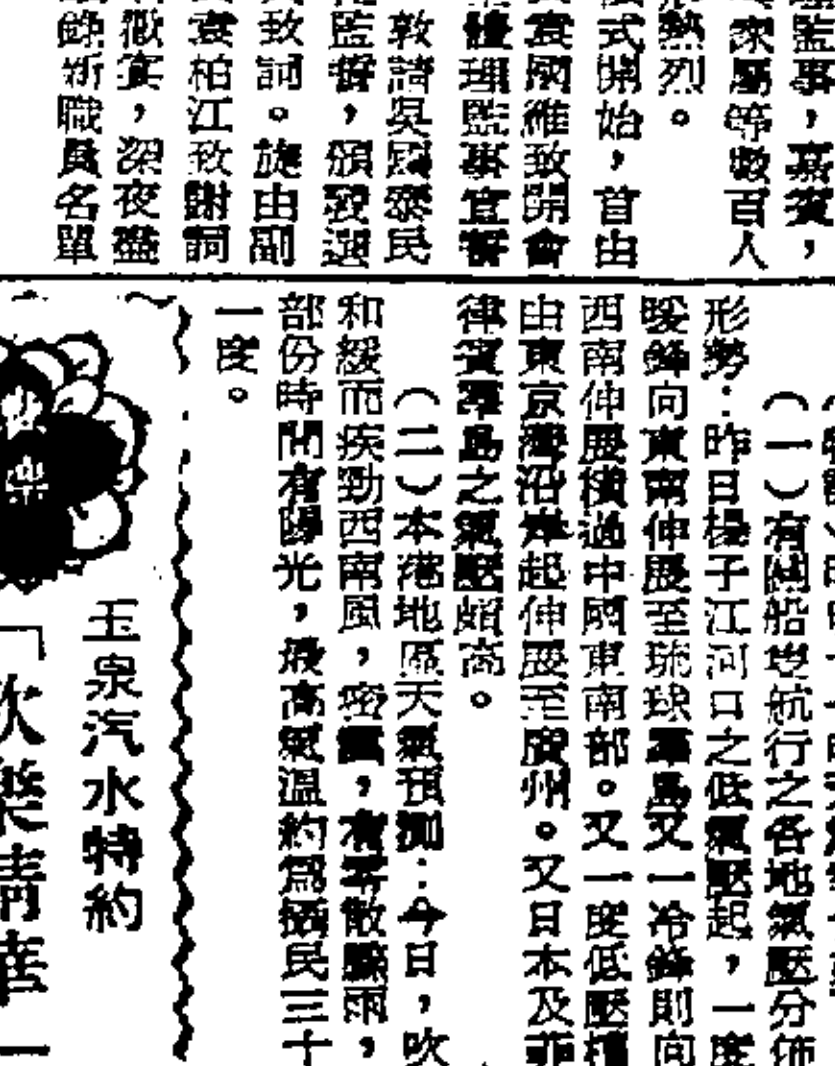 監事,嘉賓,
家屬等數百人
熱烈。
式開始,首由
賓國維致開會
體理監事宣誓
敦請吳國泰民
監誓,頒發選
致詞。旋由副
袁柏江致謝詞
歡宴,深夜盡
錄新職員名單
(一)有關船隻航行之各地氣壓分佈
形勢:昨日楊子江河口之低氣壓起,一度
暖鋒向東南伸展至琉球羣島又一冷鋒則向
西南伸展橫過中國東南部。又一度低壓槽
由東京灣沿岸起伸展至廣州。又日本及菲
律賓羣島之氣壓頗高。
(二)本港地區天氣預測:今日,吹
和緩而疾勁西南風,密雲,有零散驟雨,
部份時間有陽光,最高氣溫約為攝氏三十
一度。
玉泉汽水特約